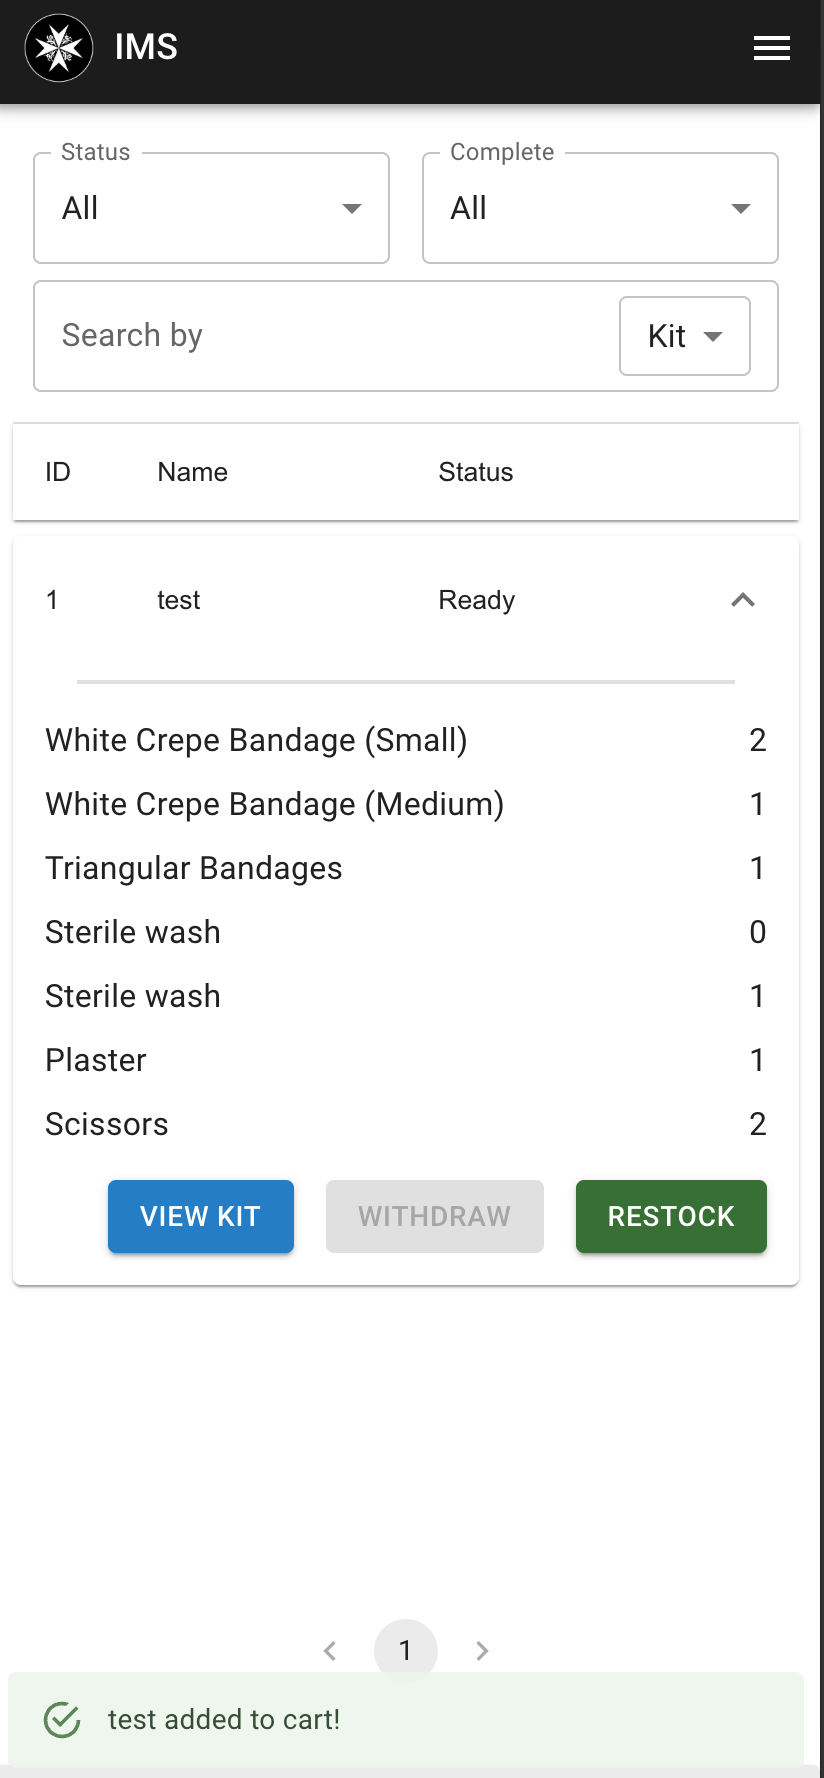 IMS
Status
Complete
All
All
Search by
Kit
ID Name Status
1 test Ready
White Crepe Bandage (Small) 2
White Crepe Bandage (Medium) 1
Triangular Bandages 1
Sterile wash 0
Sterile wash 1
Plaster 1
Scissors 2
VIEW KIT WITHDRAW RESTOCK
1
test added to cart!